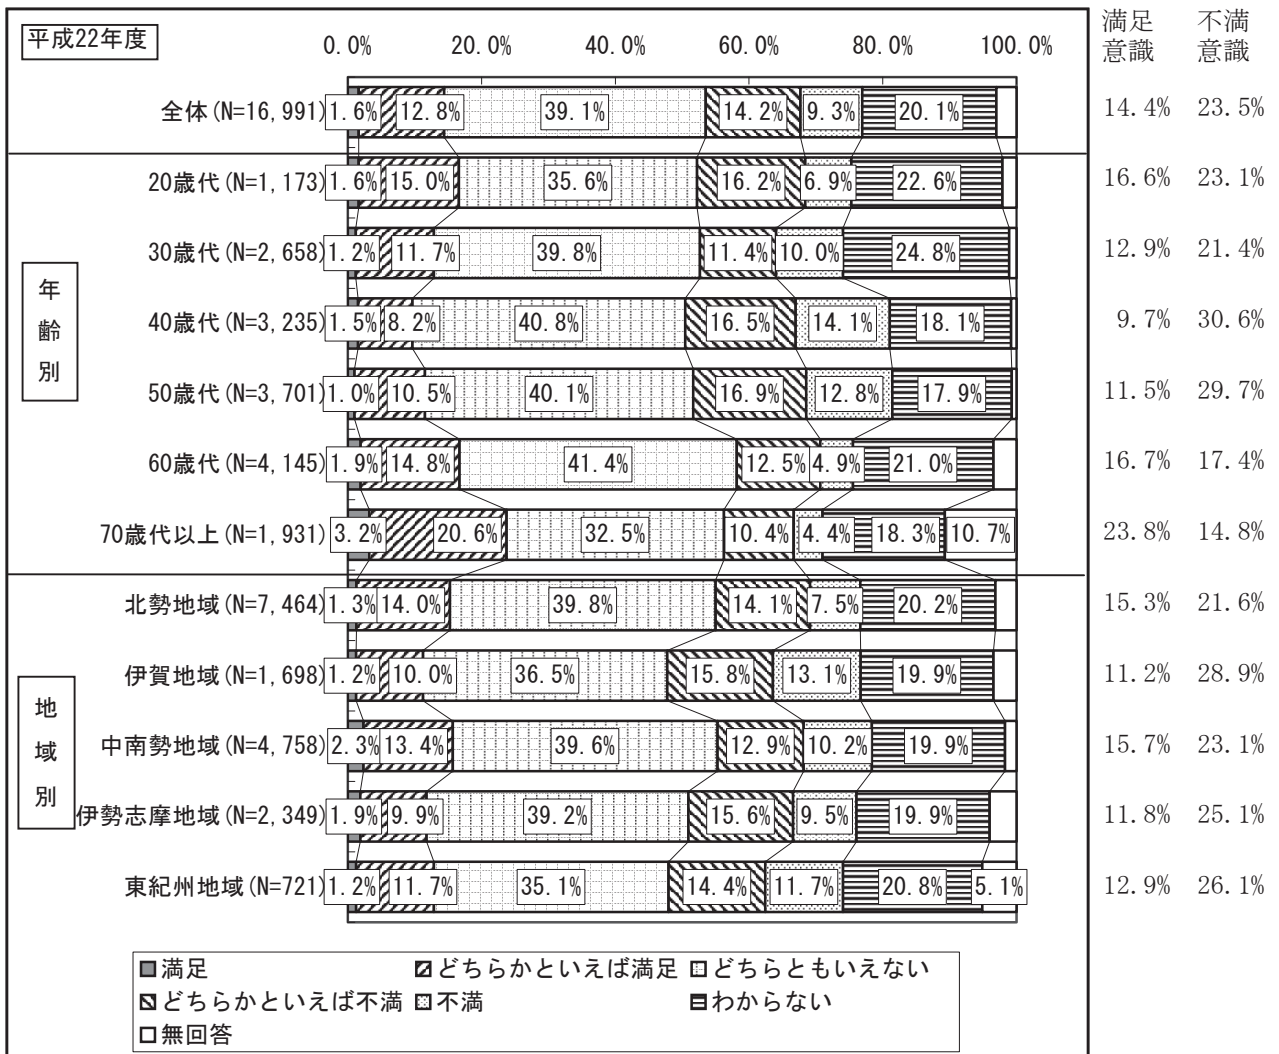 満足 不満
意識 意識
平成22年度
0.0% 20.0% 40.0% 60.0% 80.0% 100.0%
全体(N=16,991) 1.6% 12.8% 39.1% 14.2% 9.3% 20.1% 14.4% 23.5%
年齢別
20歳代(N=1,173) 1.6% 15.0% 35.6% 16.2% 6.9% 22.6% 16.6% 23.1%
30歳代(N=2,658) 1.2% 11.7% 39.8% 11.4% 10.0% 24.8% 12.9% 21.4%
40歳代(N=3,235) 1.5% 8.2% 40.8% 16.5% 14.1% 18.1% 9.7% 30.6%
50歳代(N=3,701) 1.0% 10.5% 40.1% 16.9% 12.8% 17.9% 11.5% 29.7%
60歳代(N=4,145) 1.9% 14.8% 41.4% 12.5% 4.9% 21.0% 16.7% 17.4%
70歳代以上(N=1,931) 3.2% 20.6% 32.5% 10.4% 4.4% 18.3% 10.7% 23.8% 14.8%
地域別
北勢地域(N=7,464) 1.3% 14.0% 39.8% 14.1% 7.5% 20.2% 15.3% 21.6%
伊賀地域(N=1,698) 1.2% 10.0% 36.5% 15.8% 13.1% 19.9% 11.2% 28.9%
中南勢地域(N=4,758) 2.3% 13.4% 39.6% 12.9% 10.2% 19.9% 15.7% 23.1%
伊勢志摩地域(N=2,349) 1.9% 9.9% 39.2% 15.6% 9.5% 19.9% 11.8% 25.1%
東紀州地域(N=721) 1.2% 11.7% 35.1% 14.4% 11.7% 20.8% 5.1% 12.9% 26.1%
満足 どちらかといえば満足 どちらともいえない
どちらかといえば不満 不満 わからない
無回答